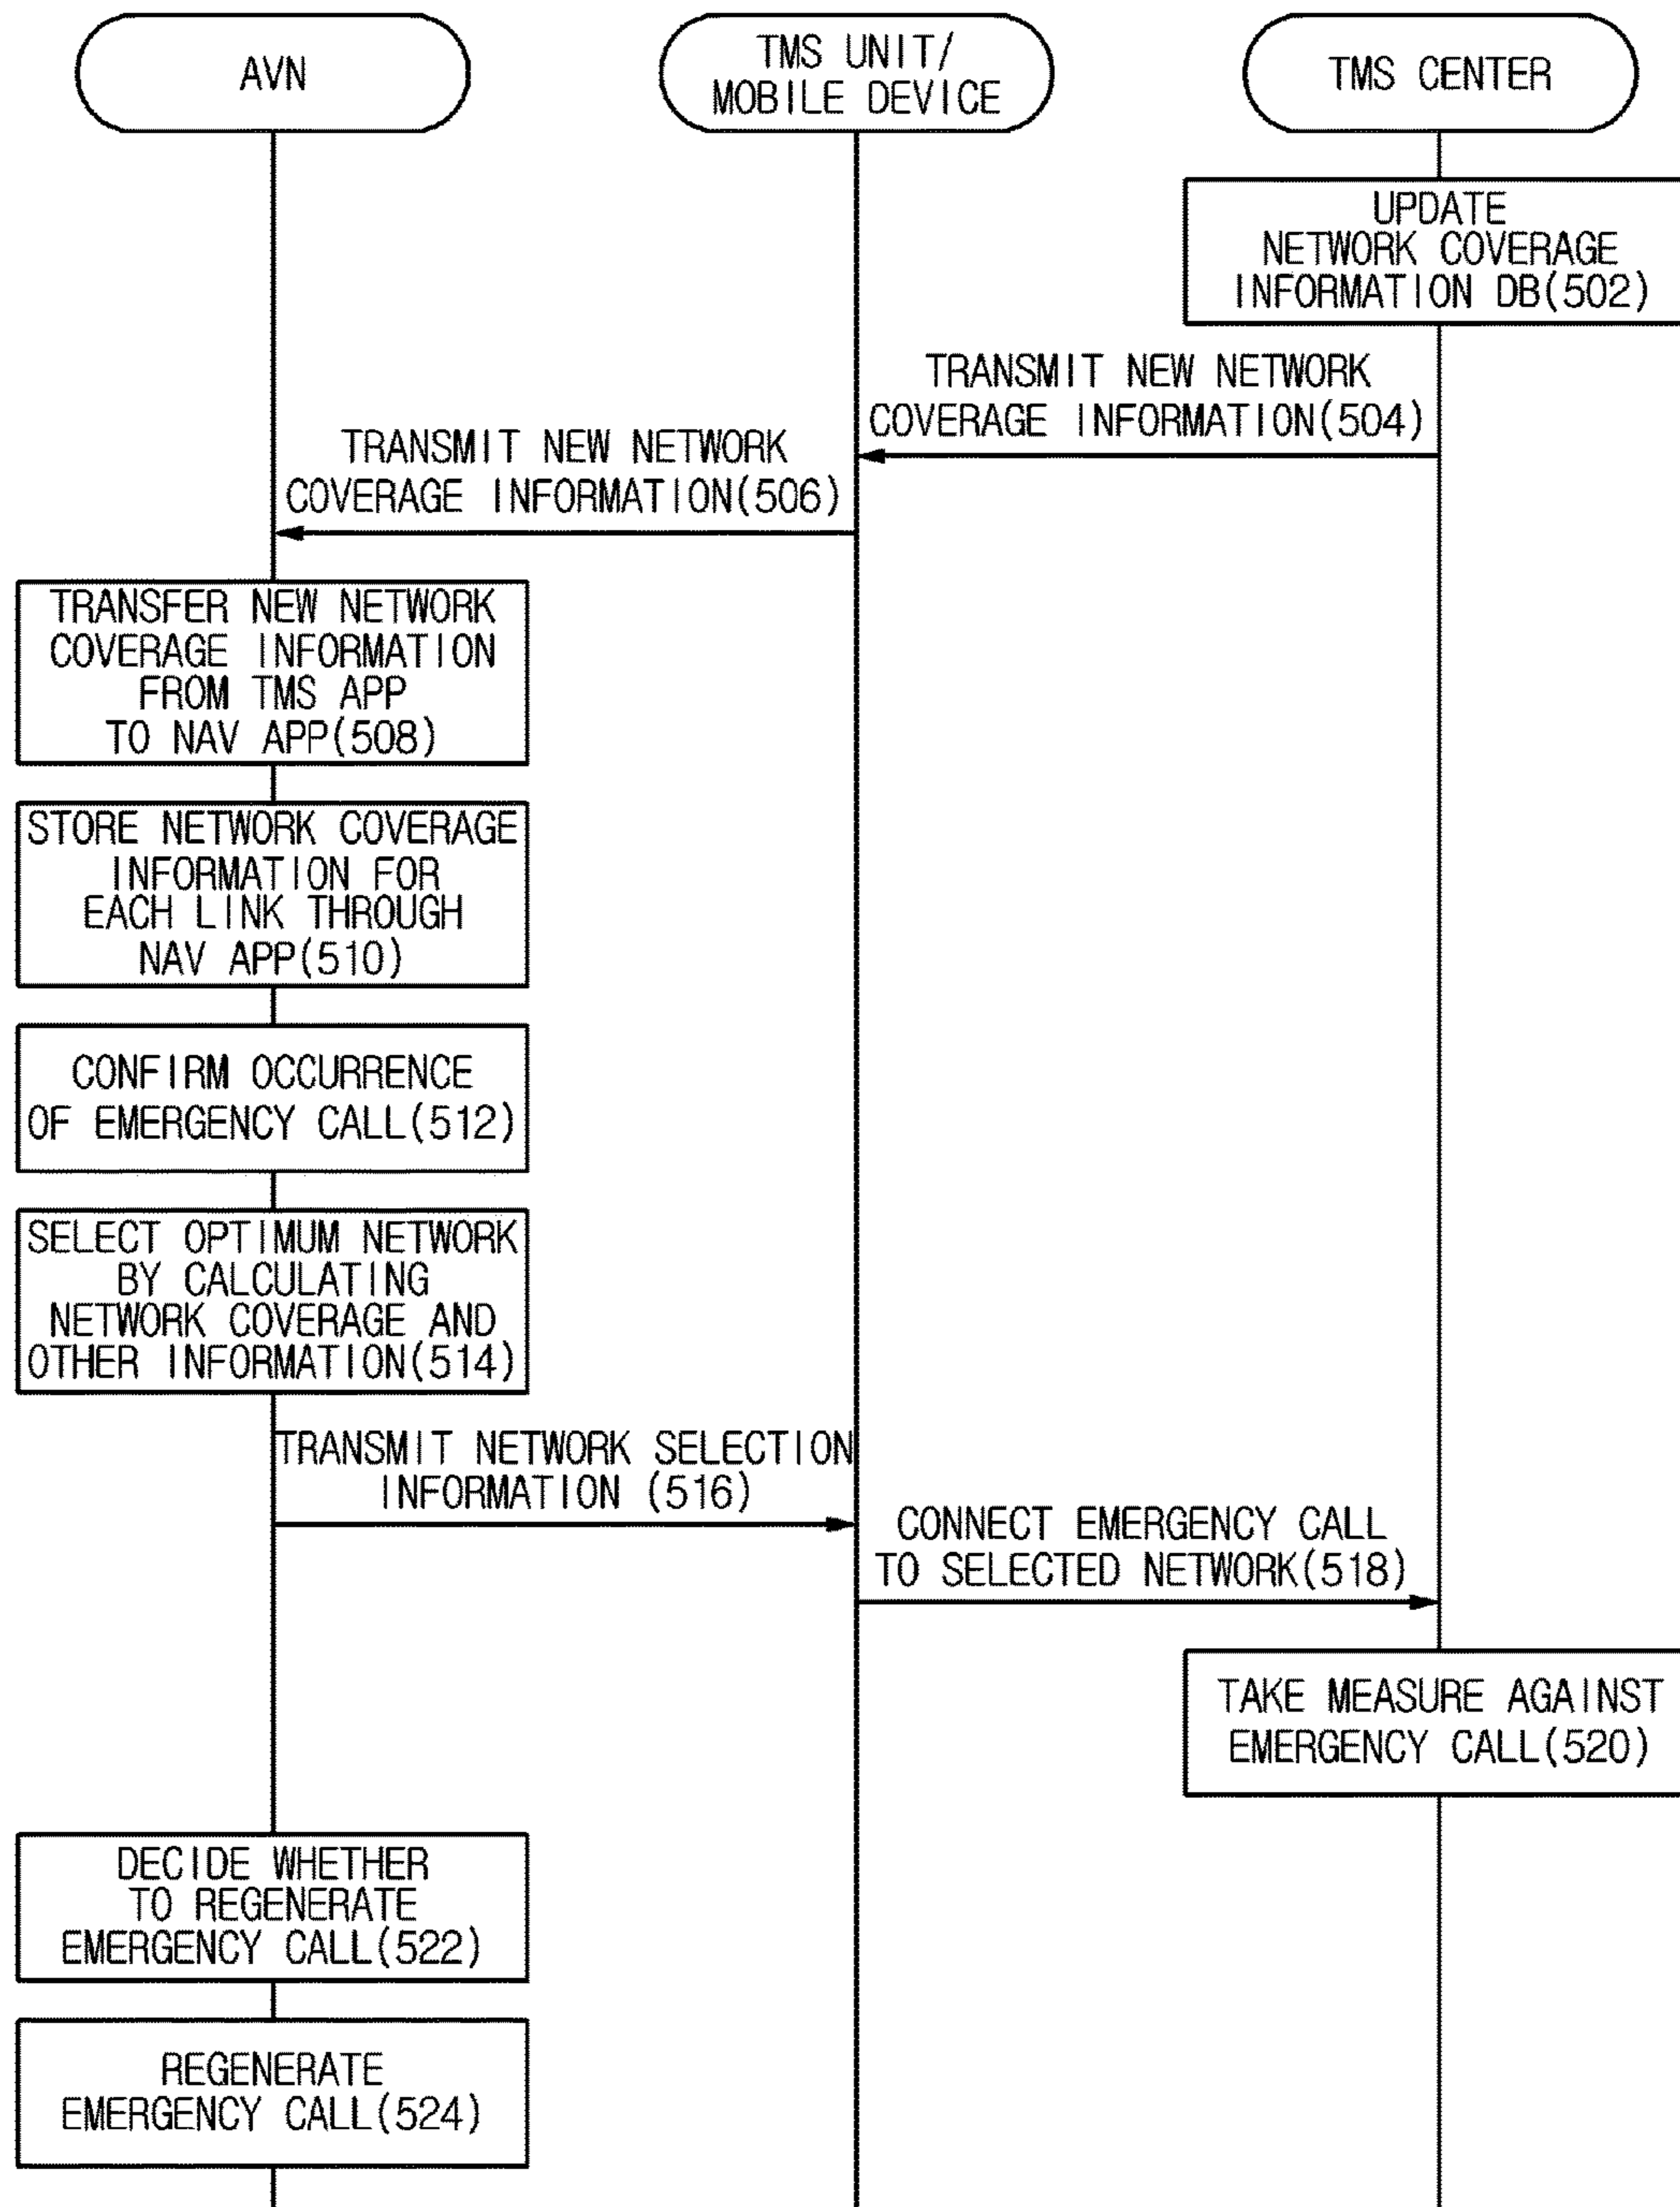 AVN
TMS UNIT/
MOBILE DEVICE
TMS CENTER
UPDATE
NETWORK COVERAGE
INFORMATION DB(502)
TRANSMIT NEW NETWORK
COVERAGE INFORMATION(504)
TRANSMIT NEW NETWORK
COVERAGE INFORMATION(506)
TRANSFER NEW NETWORK
COVERAGE INFORMATION
FROM TMS APP
TO NAV APP(508)
STORE NETWORK COVERAGE
INFORMATION FOR
EACH LINK THROUGH
NAV APP(510)
CONFIRM OCCURRENCE
OF EMERGENCY CALL(512)
SELECT OPTIMUM NETWORK
BY CALCULATING
NETWORK COVERAGE AND
OTHER INFORMATION(514)
TRANSMIT NETWORK SELECTION
INFORMATION (516)
CONNECT EMERGENCY CALL
TO SELECTED NETWORK(518)
TAKE MEASURE AGAINST
EMERGENCY CALL(520)
DECIDE WHETHER
TO REGENERATE
EMERGENCY CALL(522)
REGENERATE
EMERGENCY CALL(524)